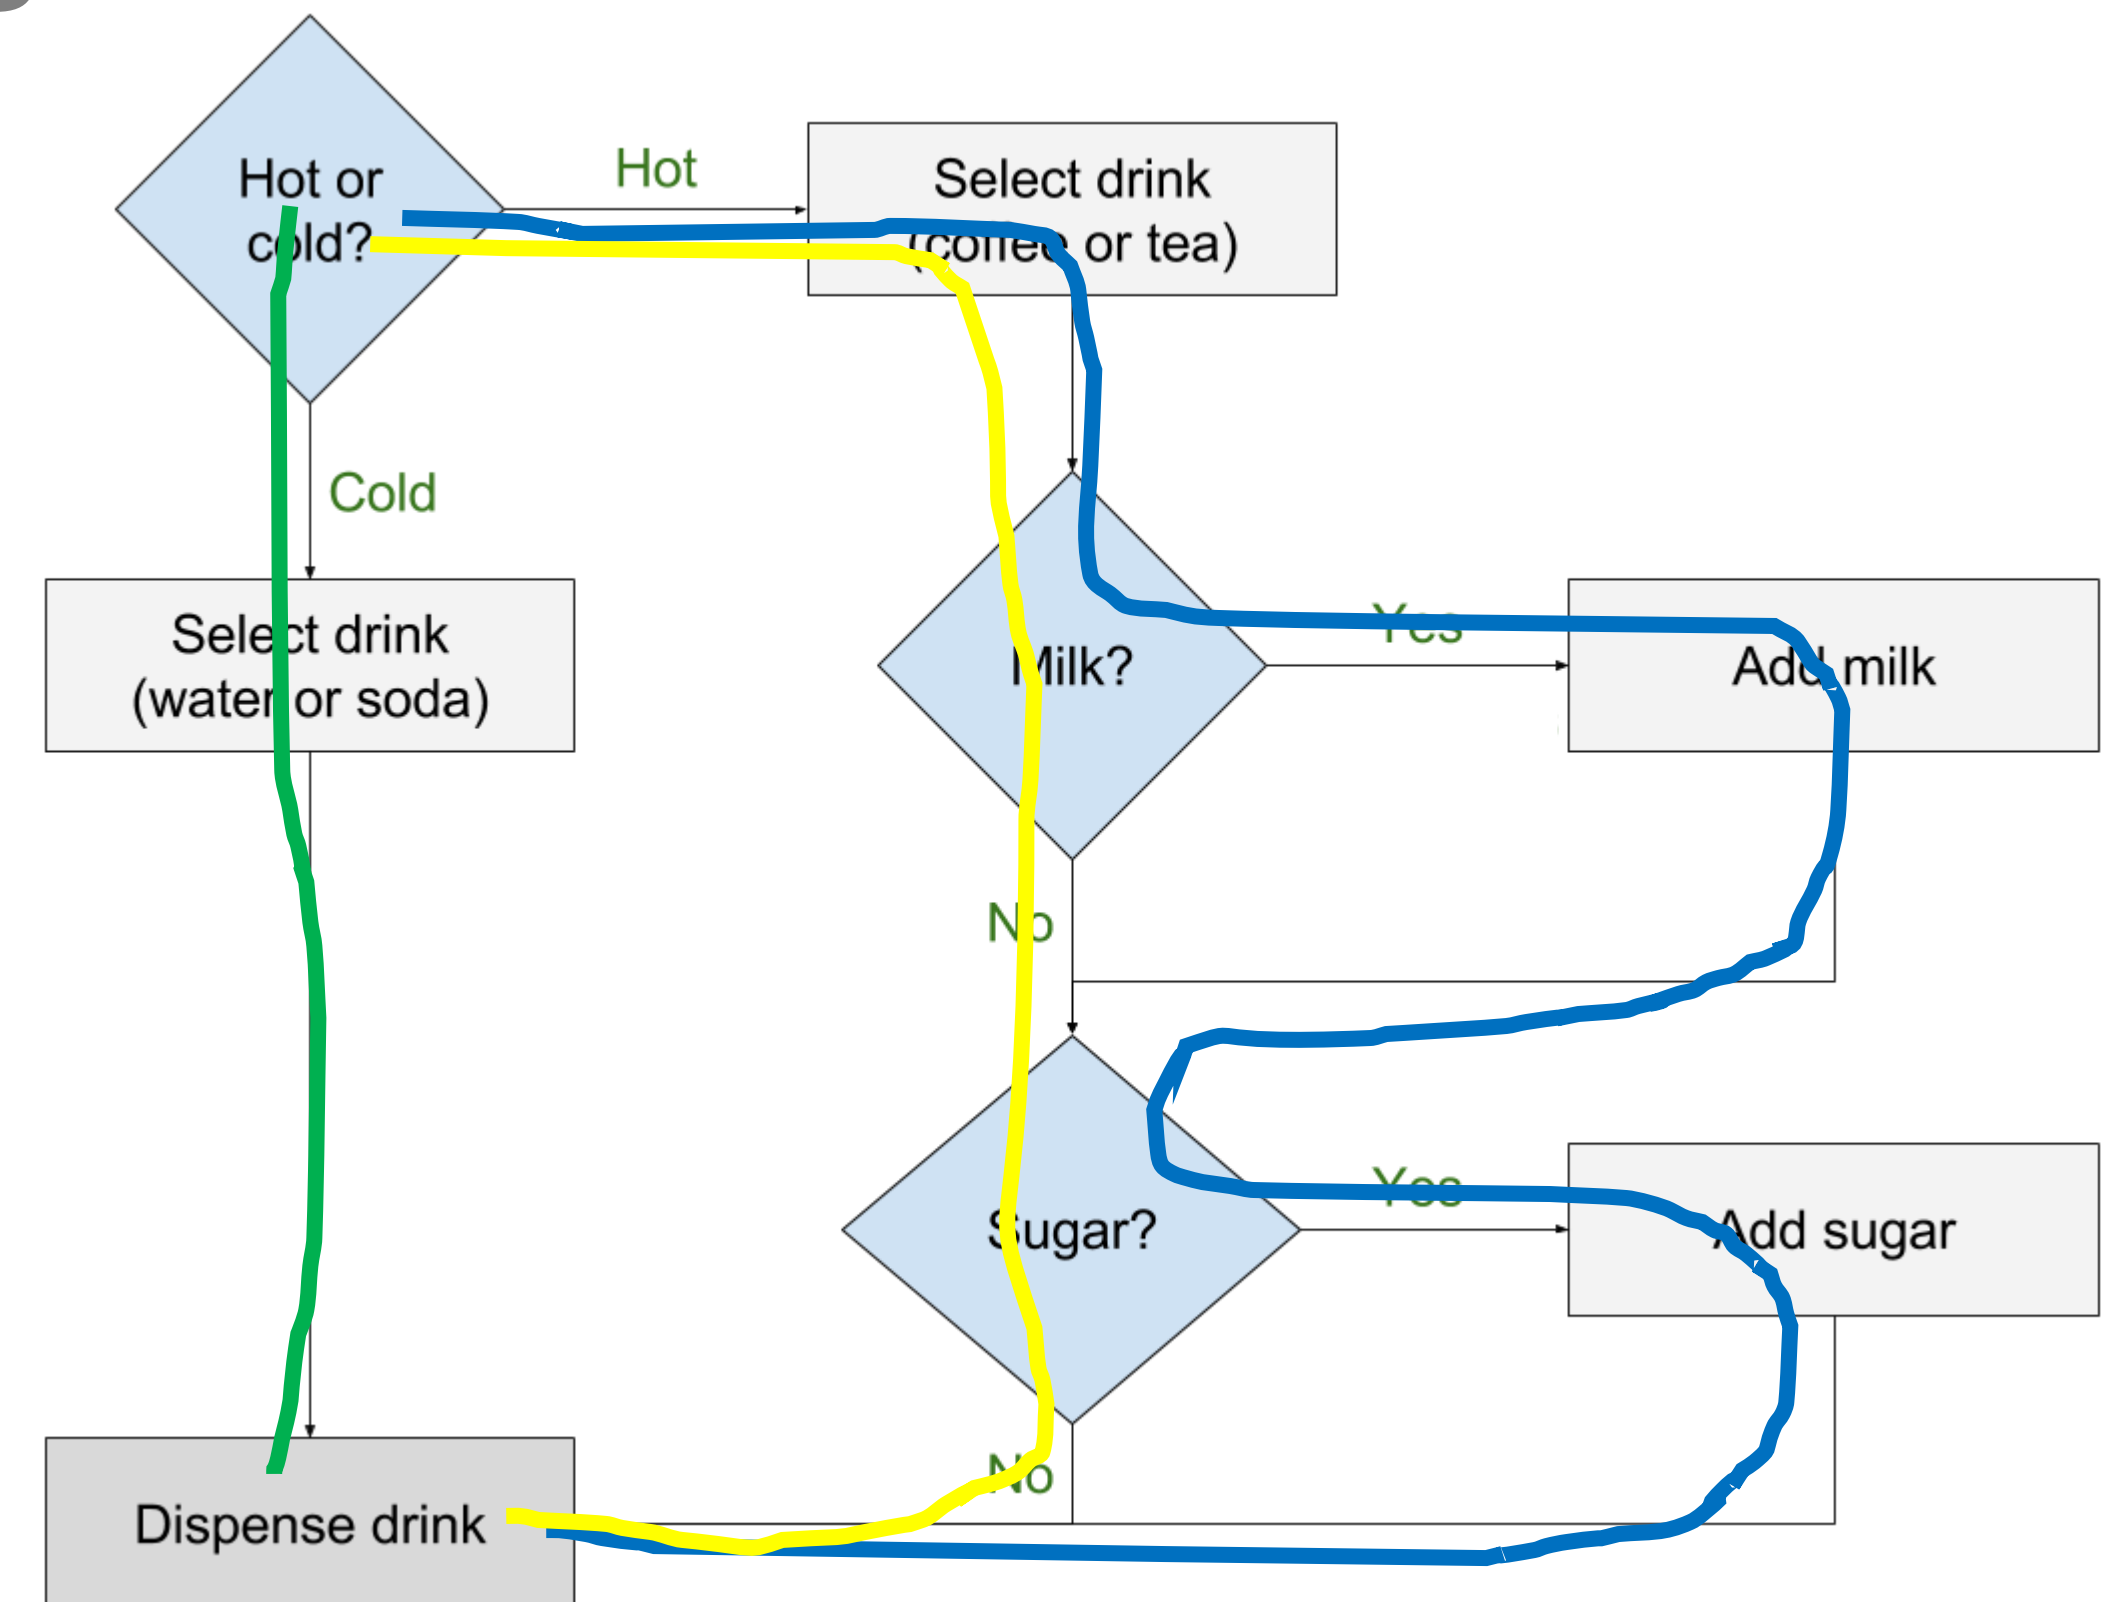 Hot or
cold?
Hot
Select drink
(coffee or tea)
Cold
Select drink
(water or soda)
Milk?
Yes
Add milk
No
Sugar?
Yes
Add sugar
No
Dispense drink